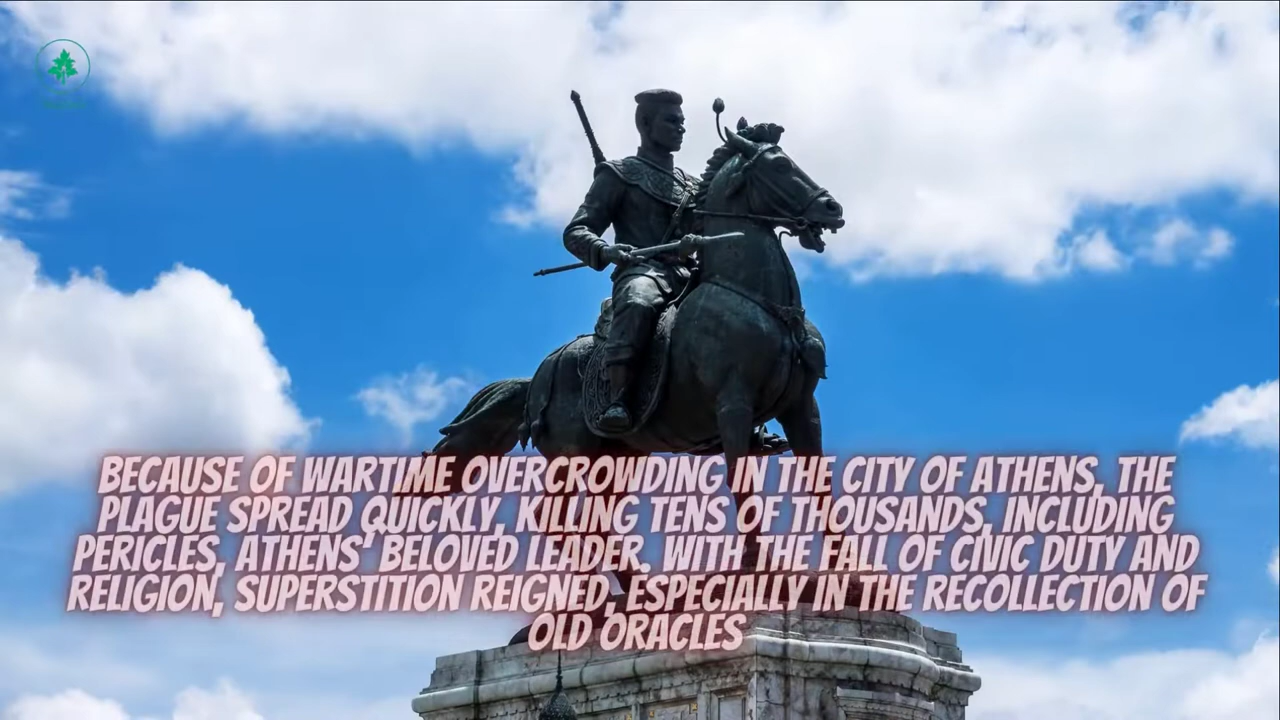 BECAUSE OF WARTIME OVERCROWDING IN THE CITY OF ATHENS, THE
PLAGUE SPREAD QUICKLY, KILLING TENS OF THOUSANDS, INCLUDING
PERICLES, ATHENS' BELOVED LEADER. WITH THE FALL OF CIVIC DUTY AND
RELIGION, SUPERSTITION REIGNED, ESPECIALLY IN THE RECOLLECTION OF
OLD ORACLES